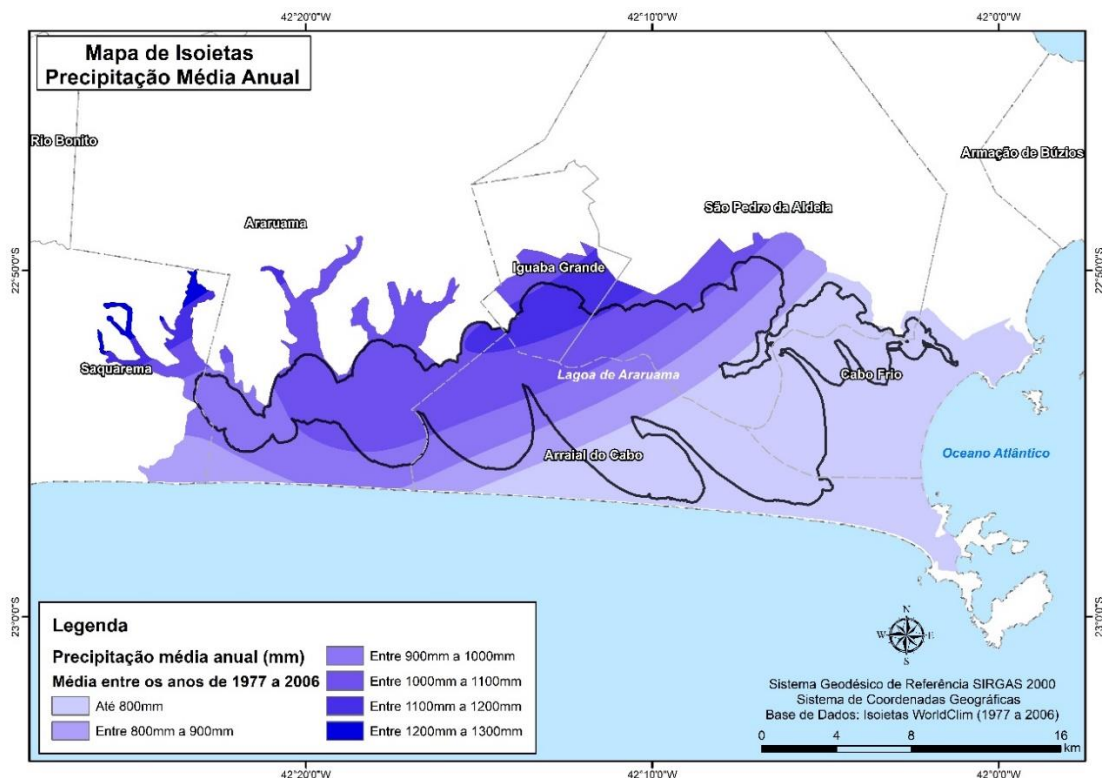 42°20'0"W
42°10'0"W
42°0'0"W
Mapa de Isoietas
Precipitação Média Anual
Rio Bonito
Armação de Búzios
São Pedro da Aldeia
Araruama
22°50'0"S
22°50'0"S
Iguaba Grande
Saquarema
Lagoa de Araruama
Cabo Frio
Arraial do Cabo
Oceano Atlântico
23°0'0"S
23°0'0"S
Legenda
Precipitação média anual (mm)
Média entre os anos de 1977 a 2006
Até 800mm
Entre 800mm a 900mm
Entre 900mm a 1000mm
Entre 1000mm a 1100mm
Entre 1100mm a 1200mm
Entre 1200mm a 1300mm
N
W
E
S
Sistema Geodésico de Referência SIRGAS 2000
Sistema de Coordenadas Geográficas
Base de Dados: Isoietas WorldClim (1977 a 2006)
0 4 8 16
km
42°20'0"W
42°10'0"W
42°0'0"W